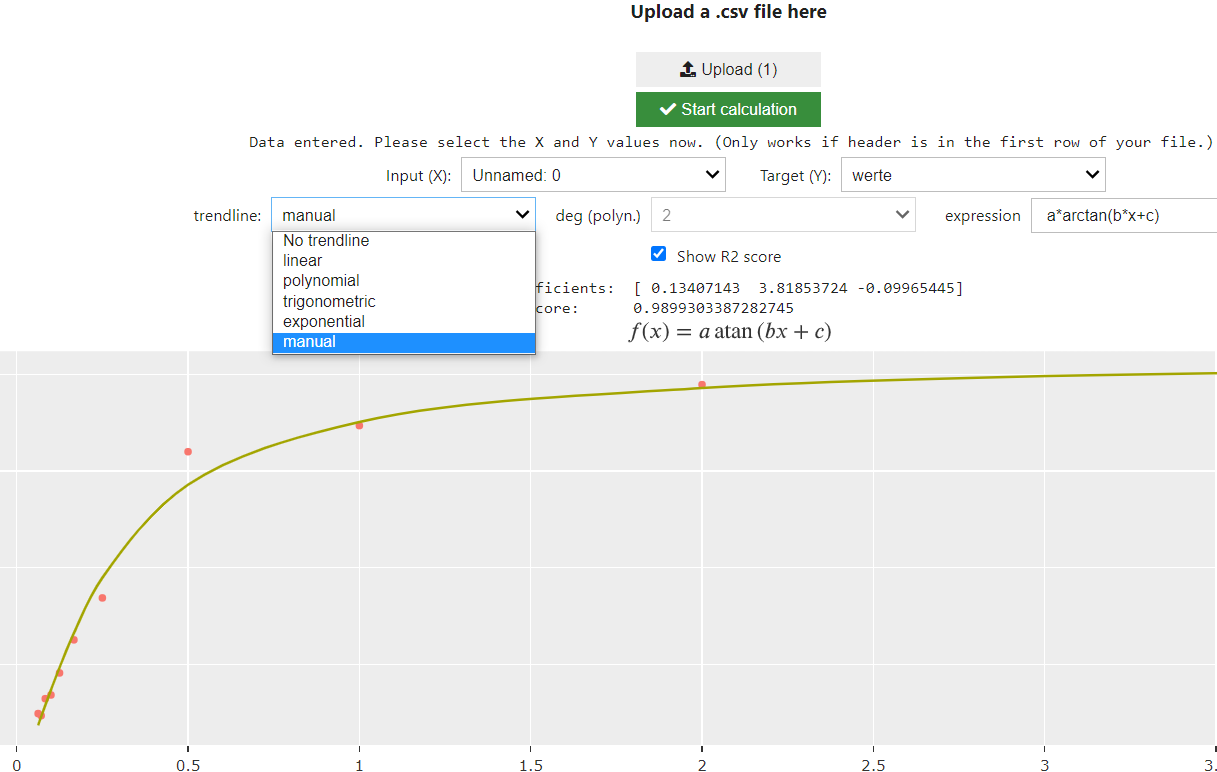 Upload a .csv file here
Upload (1)
Start calculation
Data entered. Please select the X and Y values now. (Only works if header is in the first row of your file.)
Input (X): Unnamed: 0 Target (Y): werte
trendline: manual deg (polyn.) 2 expression a*arctan(b*x+c)
No trendline
linear
polynomial
trigonometric
exponential
manual
Show R2 score
ficients: [ 0.13407143 3.81853724 -0.09965445]
core: 0.9899303387282745
f(x) = a atan (bx + c)
0 0.5 1 1.5 2 2.5 3 3.